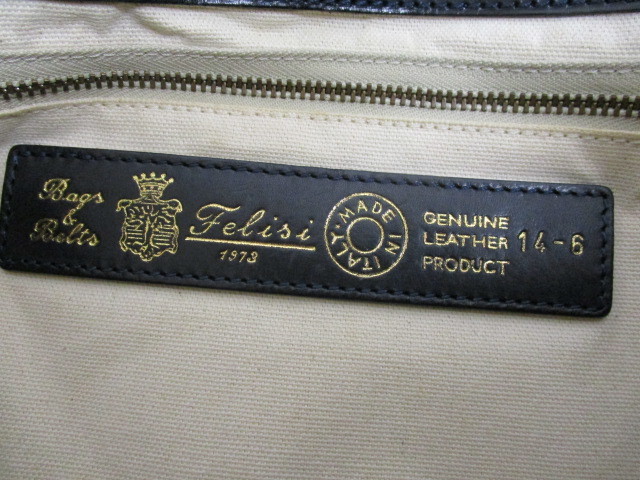 Bags
&
Belts
Felisi
1973
MADE IN ITALY
GENUINE
LEATHER
PRODUCT
14-6